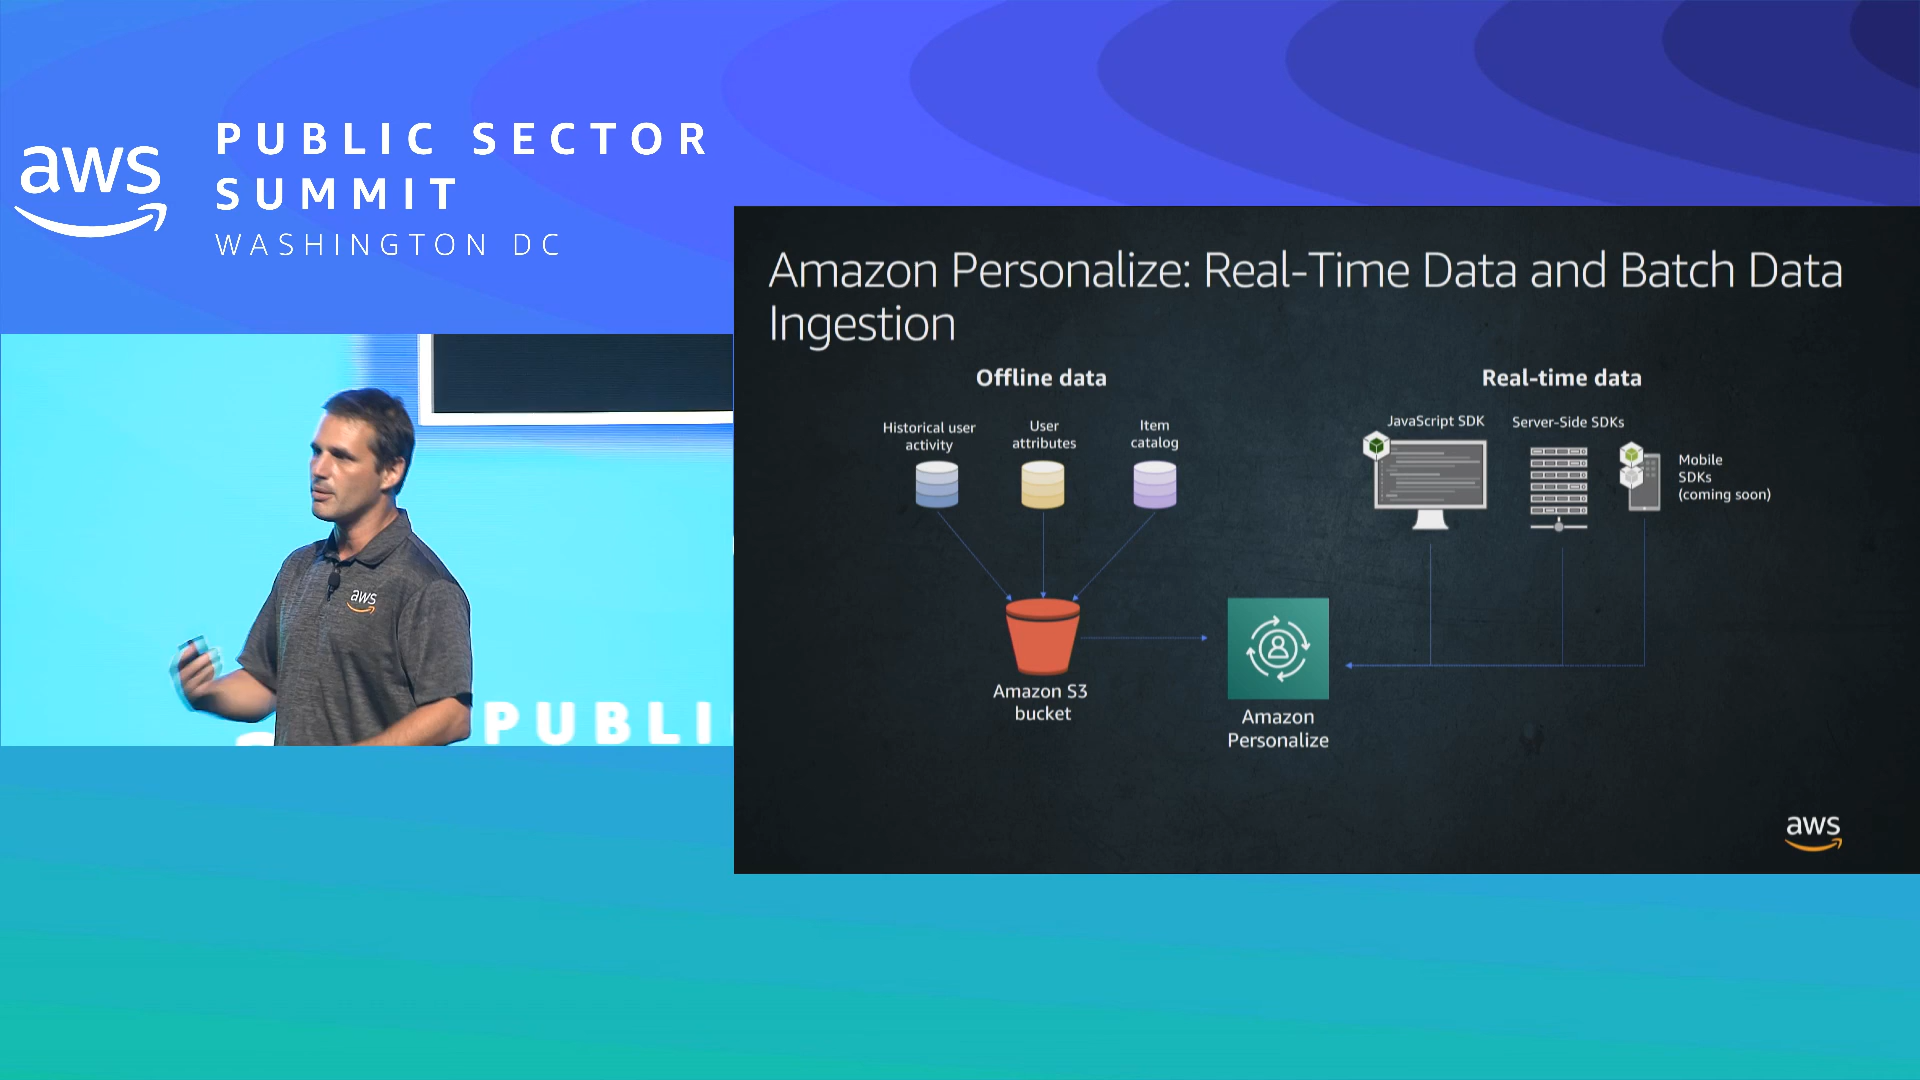 aws
PUBLIC SECTOR
SUMMIT
WASHINGTON DC
Amazon Personalize: Real-Time Data and Batch Data
Ingestion
Offline data
Real-time data
Historical user
activity
User
attributes
Item
catalog
JavaScript SDK
Server-Side SDKs
Mobile
SDKs
(coming soon)
Amazon S3
bucket
Amazon
Personalize
aws
aws
PUBLI